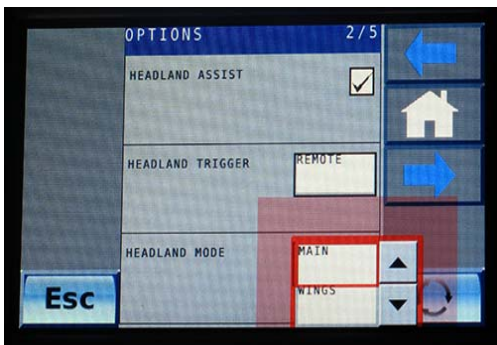 OPTIONS 2/5
HEADLAND ASSIST
HEADLAND TRIGGER REMOTE
HEADLAND MODE MAIN
WINGS
Esc